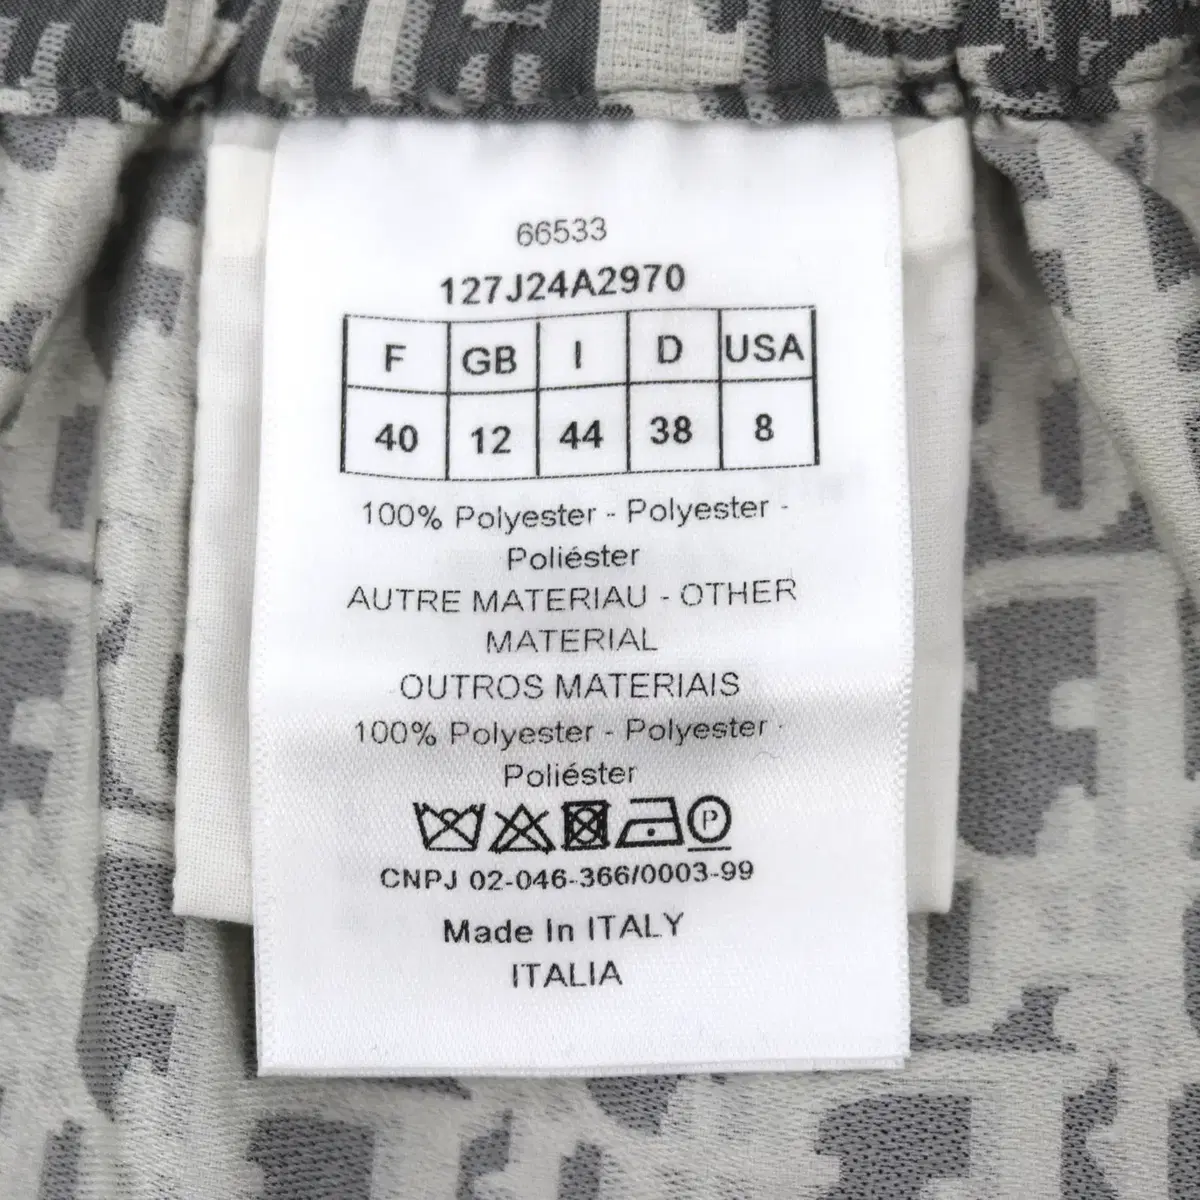 66533
127J24A2970
F GB I D USA
40 12 44 38 8
100% Polyester - Polyester -
Poliéster
AUTRE MATERIAU - OTHER
MATERIAL
OUTROS MATERIAIS
100% Polyester - Polyester -
Poliéster
P
CNPJ 02-046-366/0003-99
Made In ITALY
ITALIA